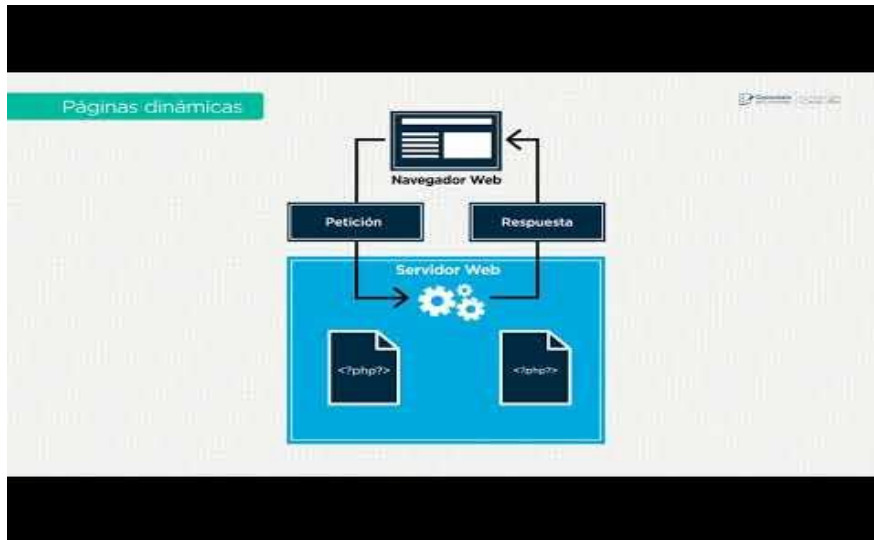 Páginas dinámicas
Navegador Web
Petición
Respuesta
Servidor Web
<?php?>
<?php?>